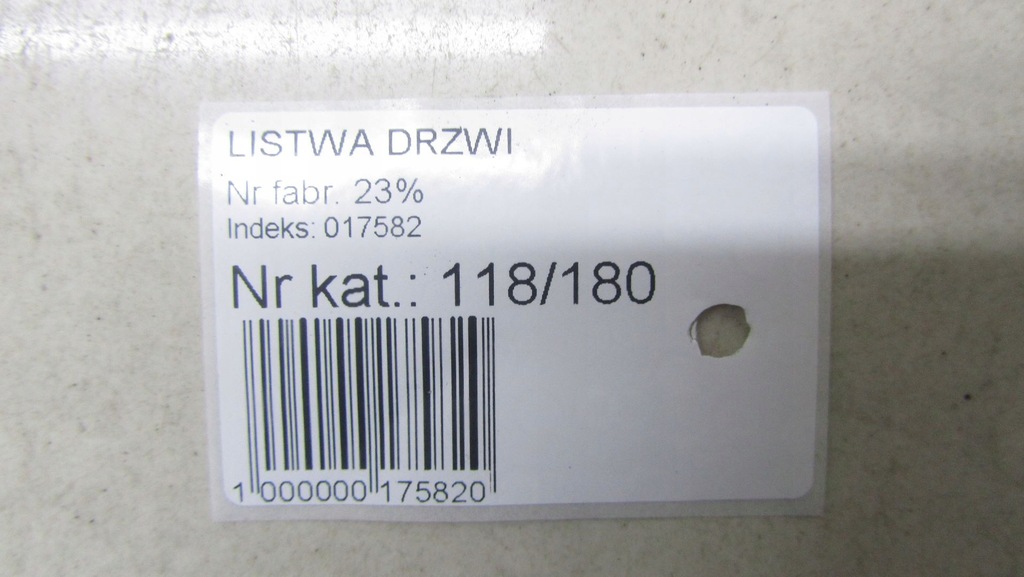 LISTWA DRZWI
Nr fabr. 23%
Indeks: 017582
Nr kat.: 118/180
1 000000 175820